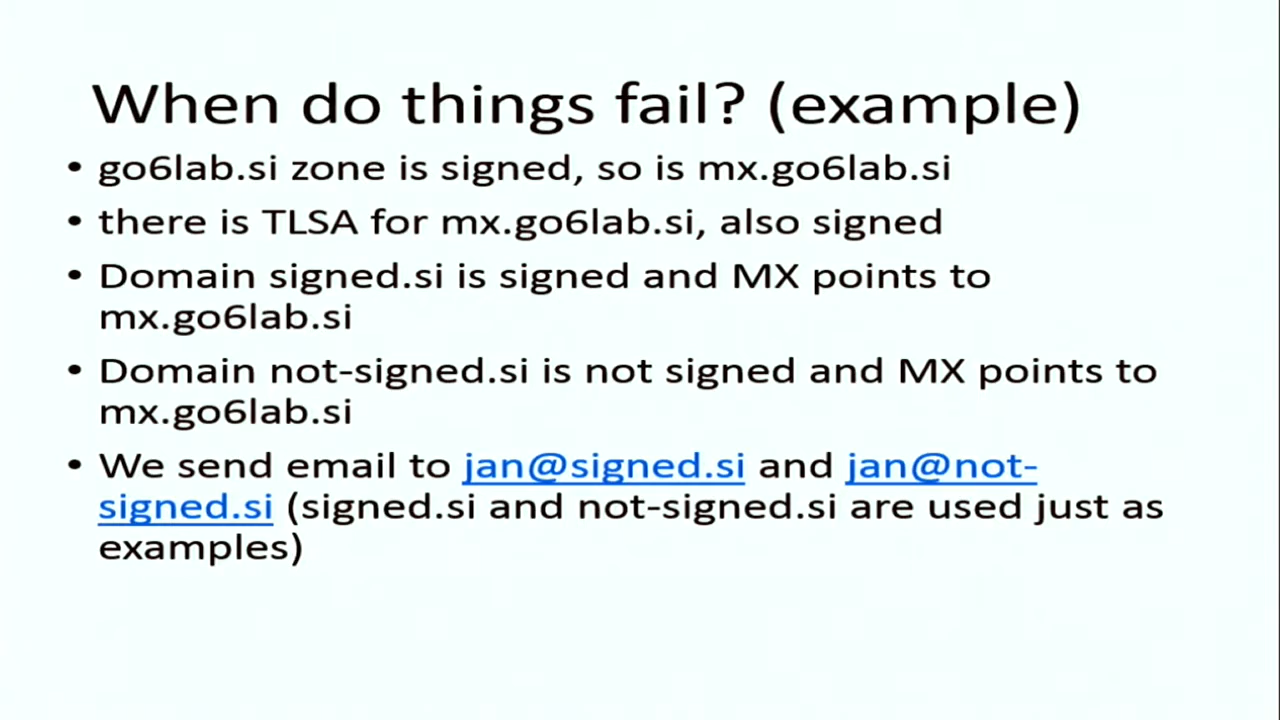 When do things fail? (example)
• go6lab.si zone is signed, so is mx.go6lab.si
• there is TLSA for mx.go6lab.si, also signed
• Domain signed.si is signed and MX points to
mx.go6lab.si
• Domain not-signed.si is not signed and MX points to
mx.go6lab.si
• We send email to jan@signed.si and jan@not-
signed.si (signed.si and not-signed.si are used just as
examples)